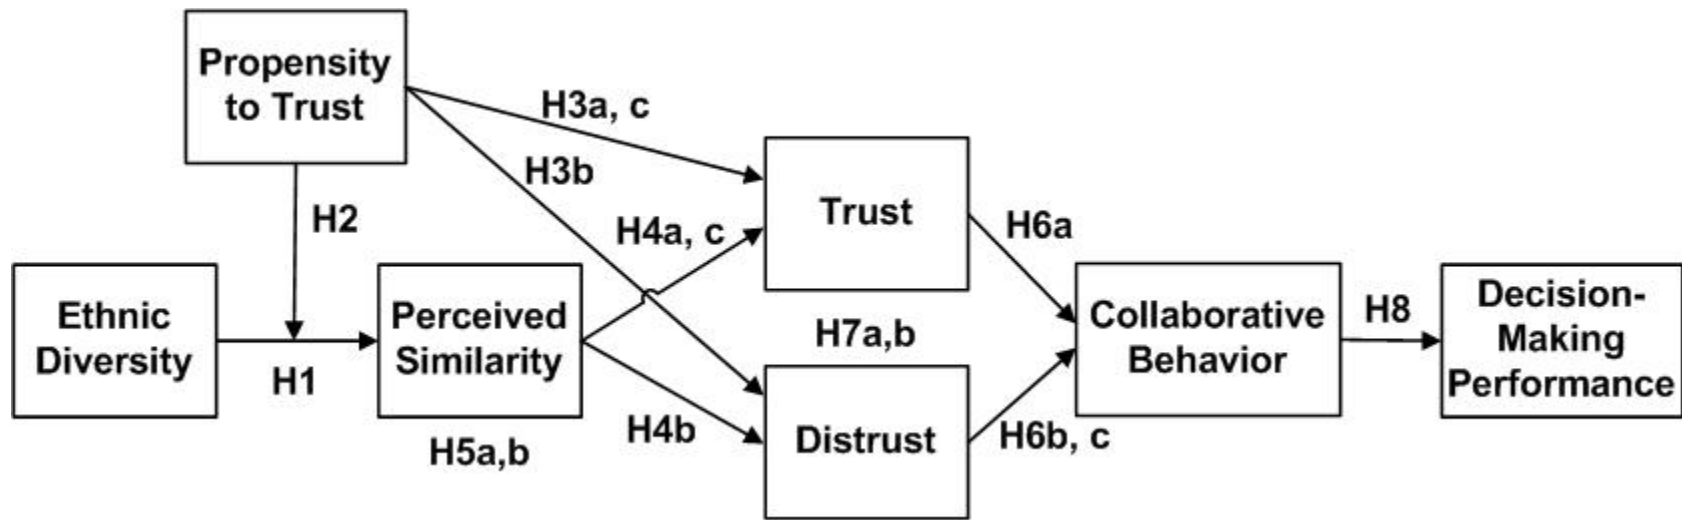 Propensity
to Trust
H3a, c
H3b
H2
H4a, c
Trust
H6a
Ethnic
Diversity
H1
Perceived
Similarity
H5a,b
H4b
H7a,b
Distrust
H6b, c
Collaborative
Behavior
H8
Decision-
Making
Performance